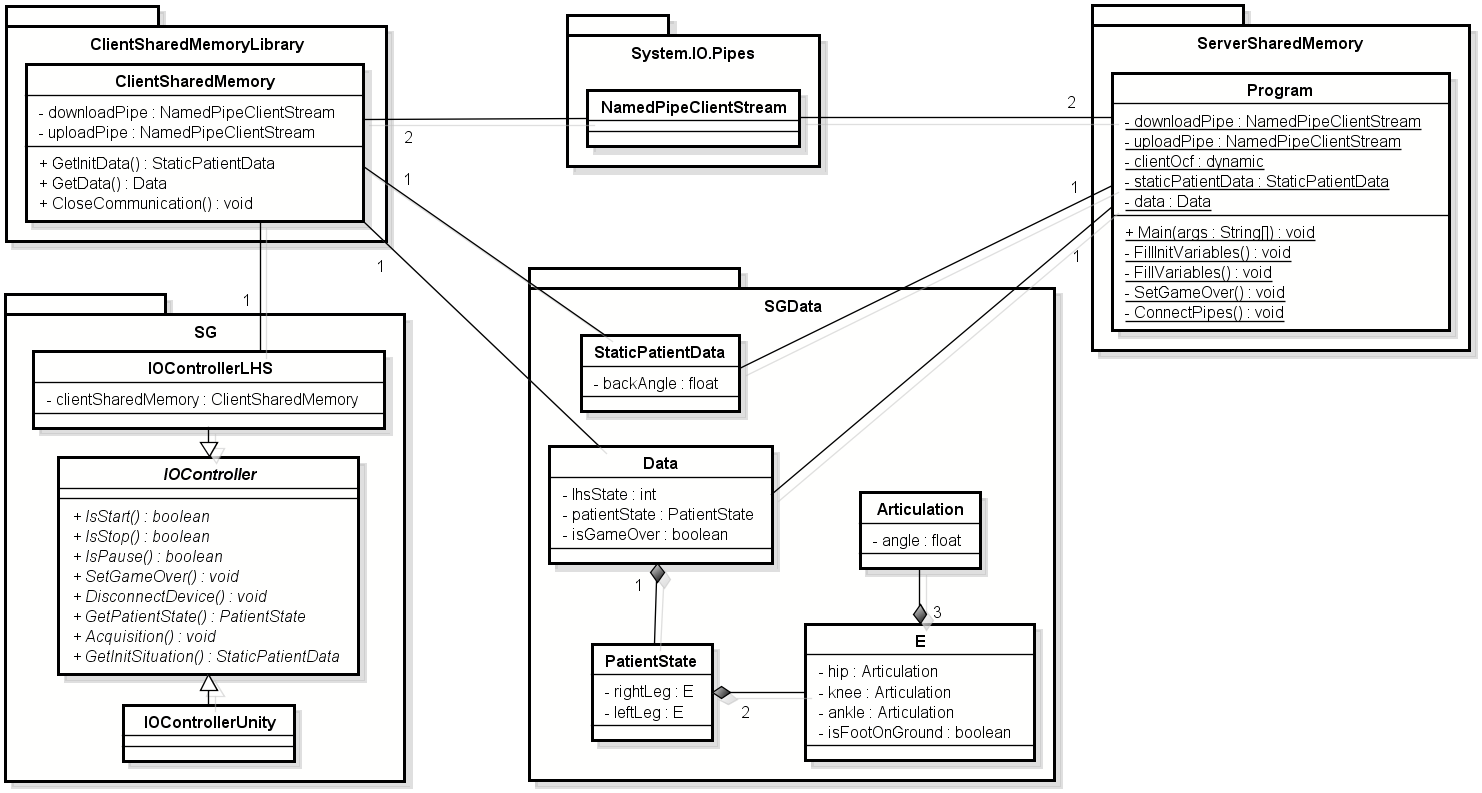 ClientSharedMemoryLibrary
ClientSharedMemory
- downloadPipe : NamedPipeClientStream
- uploadPipe : NamedPipeClientStream
+ GetInitData() : StaticPatientData
+ GetData() : Data
+ CloseCommunication() : void
System.IO.Pipes
NamedPipeClientStream
ServerSharedMemory
Program
- downloadPipe : NamedPipeClientStream
- uploadPipe : NamedPipeClientStream
- clientOcf : dynamic
- staticPatientData : StaticPatientData
- data : Data
+ Main(args : String[]) : void
- FillInitVariables() : void
- FillVariables() : void
- SetGameOver() : void
- ConnectPipes() : void
2
2
1
1
1
1
1
SG
IOControllerLHS
- clientSharedMemory : ClientSharedMemory
IOController
+ IsStart() : boolean
+ IsStop() : boolean
+ IsPause() : boolean
+ SetGameOver() : void
+ DisconnectDevice() : void
+ GetPatientState() : PatientState
+ Acquisition() : void
+ GetInitSituation() : StaticPatientData
IOControllerUnity
SGData
StaticPatientData
- backAngle : float
Data
- lhsState : int
- patientState : PatientState
- isGameOver : boolean
1
PatientState
- rightLeg : E
- leftLeg : E
2
Articulation
- angle : float
3
E
- hip : Articulation
- knee : Articulation
- ankle : Articulation
- isFootOnGround : boolean